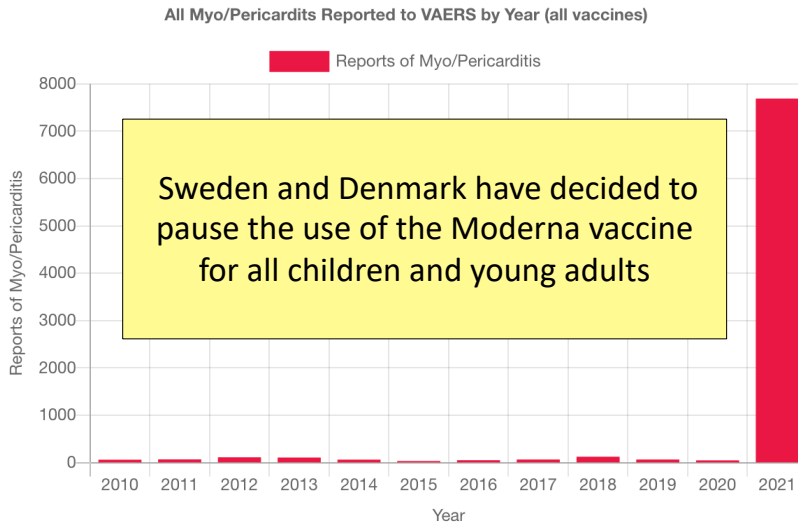 All Myo/Pericardits Reported to VAERS by Year (all vaccines)
Reports of Myo/Pericarditis
8000
7000
6000
5000
4000
3000
2000
1000
0
Reports of Myo/Pericarditis
Sweden and Denmark have decided to
pause the use of the Moderna vaccine
for all children and young adults
2010 2011 2012 2013 2014 2015 2016 2017 2018 2019 2020 2021
Year